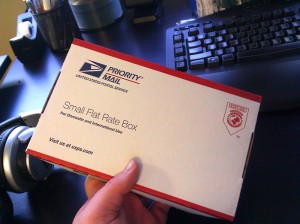 PRIORITY
MAIL
UNITED STATES POSTAL SERVICE
Small Flat Rate Box
For Domestic and International Use
Visit us at usps.com